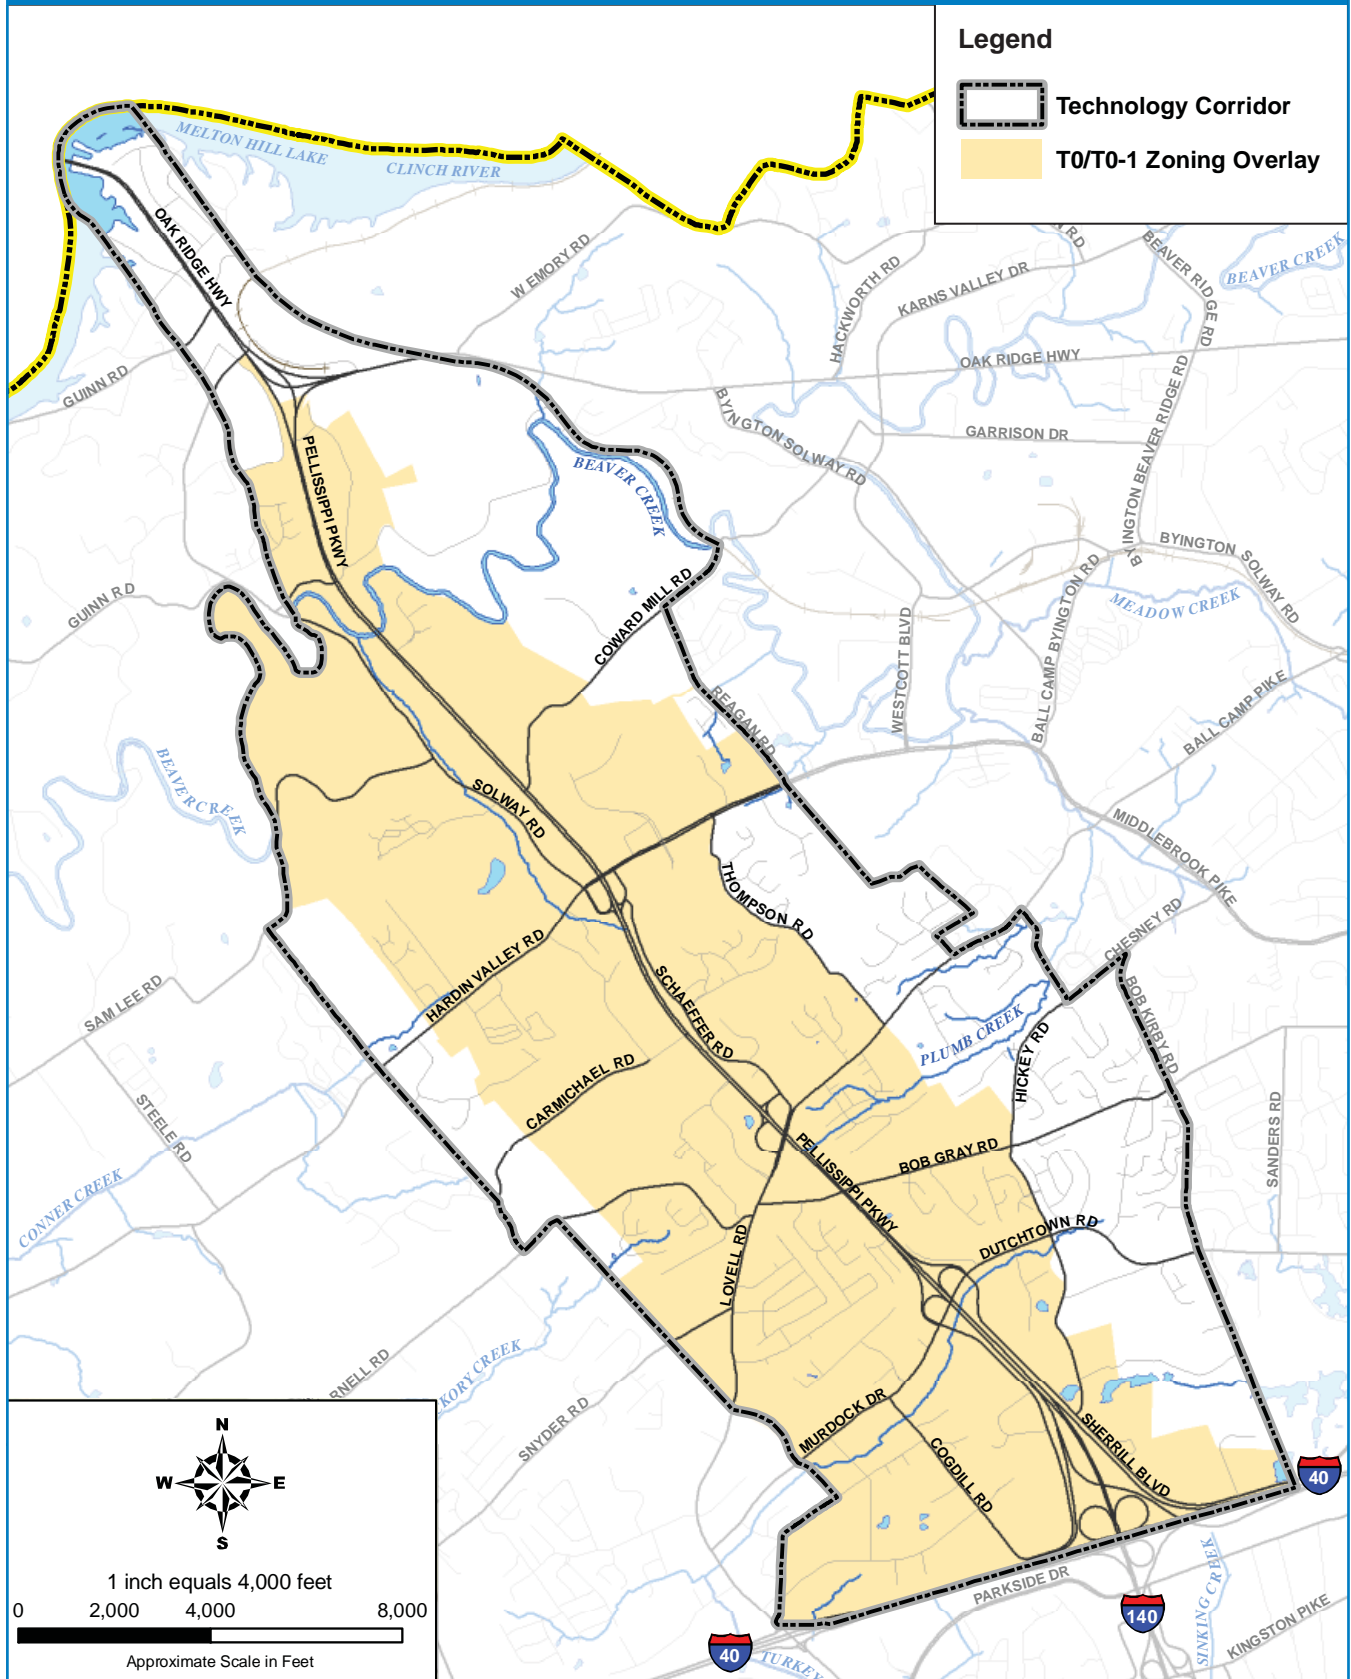 Legend
Technology Corridor
T0/T0-1 Zoning Overlay
MELTON HILL LAKE
CLINCH RIVER
OAK RIDGE HWY
W EMORY RD
HACKWORTH RD
KARNS VALLEY DR
RD
BEAVER RIDGE RD
BEAVER CREEK
OAK RIDGE HWY
GUINN RD
BYINGTON SOLWAY RD
GARRISON DR
BYINGTON BEAVER RIDGE RD
PELLISSIPPI PKWY
BEAVER CREEK
BYINGTON SOLWAY RD
GUINN RD
COWARD MILL RD
WESTCOTT BLVD
BALL CAMP BYINGTON RD
MEADOW CREEK
REAGAN RD
BALL CAMP PIKE
BEAVER CREEK
SOLWAY RD
MIDDLEBROOK PIKE
THOMPSON RD
HARDIN VALLEY RD
SCHAEFFER RD
CHESNEY RD
BOB KIRBY RD
SAM LEE RD
PLUMB CREEK
HICKEY RD
CARMICHAEL RD
STEELE RD
SANDERS RD
PELLISSIPPI PKWY
BOB GRAY RD
CONNER CREEK
DUTCHTOWN RD
LOVELL RD
RNELL RD
KORY CREEK
SNYDER RD
MURDOCK DR
COGDILL RD
SHERRILL BLVD
40
N
W E
S
1 inch equals 4,000 feet
0 2,000 4,000 8,000
Approximate Scale in Feet
PARKSIDE DR
SINKING CREEK
KINGSTON PIKE
140
40
TURKEY